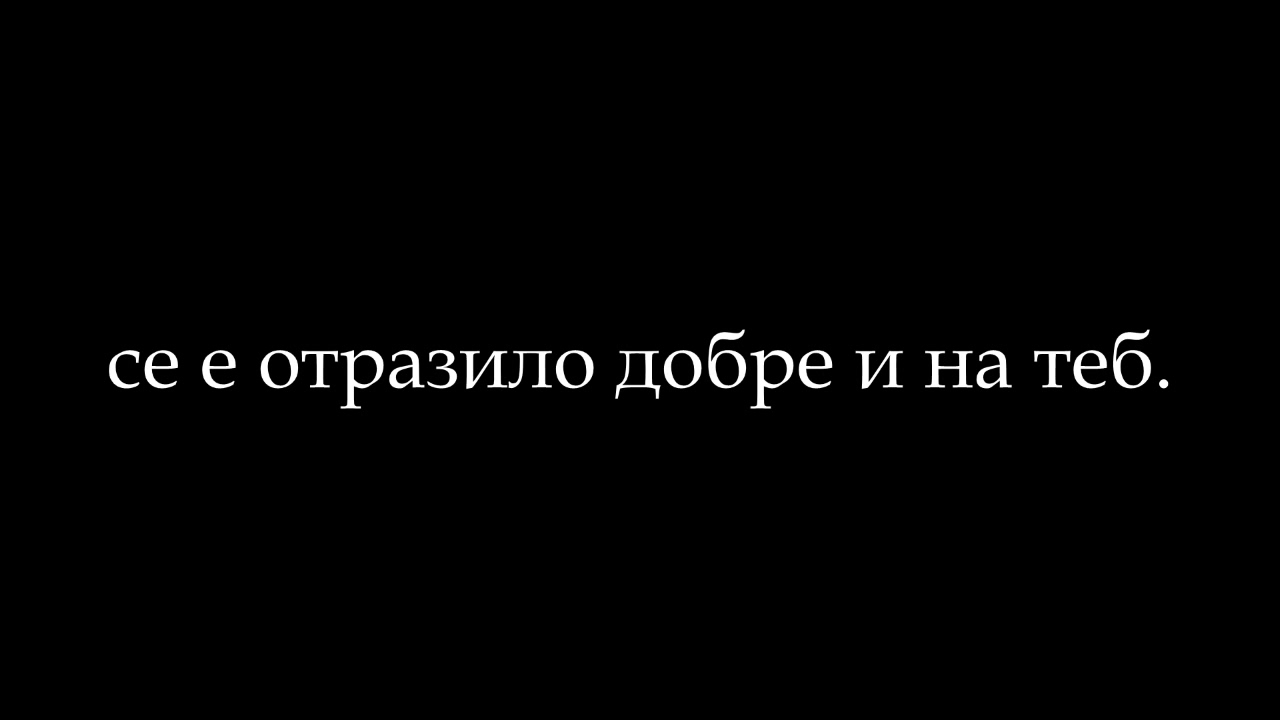 се е отразило добре и на теб.